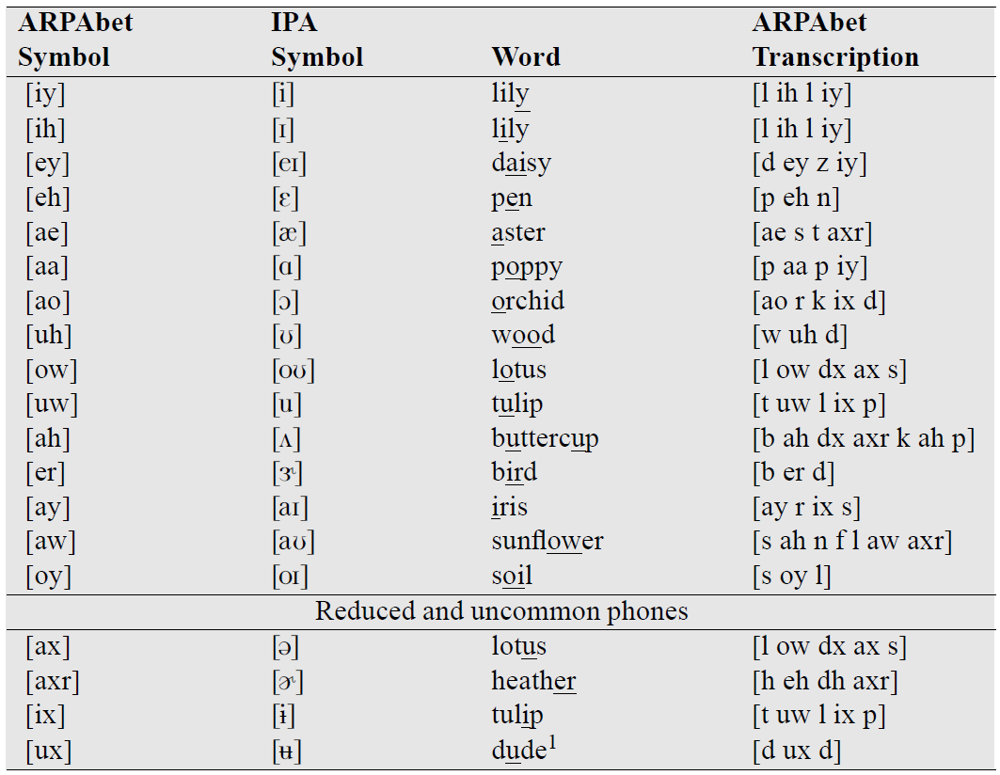 ARPAbet IPA ARPAbet
Symbol Symbol Word Transcription
[iy] [i] lily [l ih l iy]
[ih] [ɪ] lily [l ih l iy]
[ey] [eɪ] daisy [d ey z iy]
[eh] [ɛ] pen [p eh n]
[ae] [æ] aster [ae s t axr]
[aa] [ɑ] poppy [p aa p iy]
[ao] [ɔ] orchid [ao r k ix d]
[uh] [ʊ] wood [w uh d]
[ow] [oʊ] lotus [l ow dx ax s]
[uw] [u] tulip [t uw l ix p]
[ah] [ʌ] buttercup [b ah dx axr k ah p]
[er] [ɝ] bird [b er d]
[ay] [aɪ] iris [ay r ix s]
[aw] [aʊ] sunflower [s ah n f l aw axr]
[oy] [oɪ] soil [s oy l]
Reduced and uncommon phones
[ax] [ə] lotus [l ow dx ax s]
[axr] [ɚ] heather [h eh dh axr]
[ix] [ɨ] tulip [t uw l ix p]
[ux] [ʉ] dude¹ [d ux d]